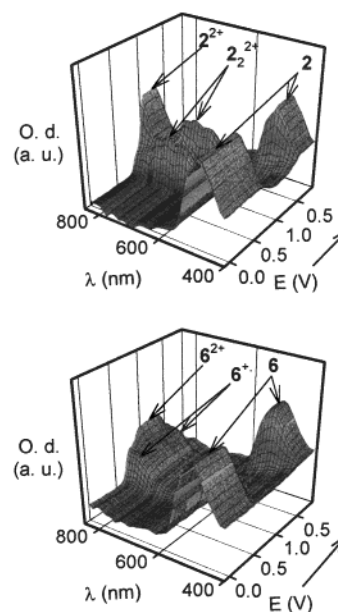 2²⁺
2₂²⁺
2
O. d.
(a. u.)
800
600
400
λ (nm)
0.0
0.5
1.0
0.5
E (V)
6²⁺
6⁺·
6
O. d.
(a. u.)
800
600
400
λ (nm)
0.0
0.5
1.0
0.5
E (V)